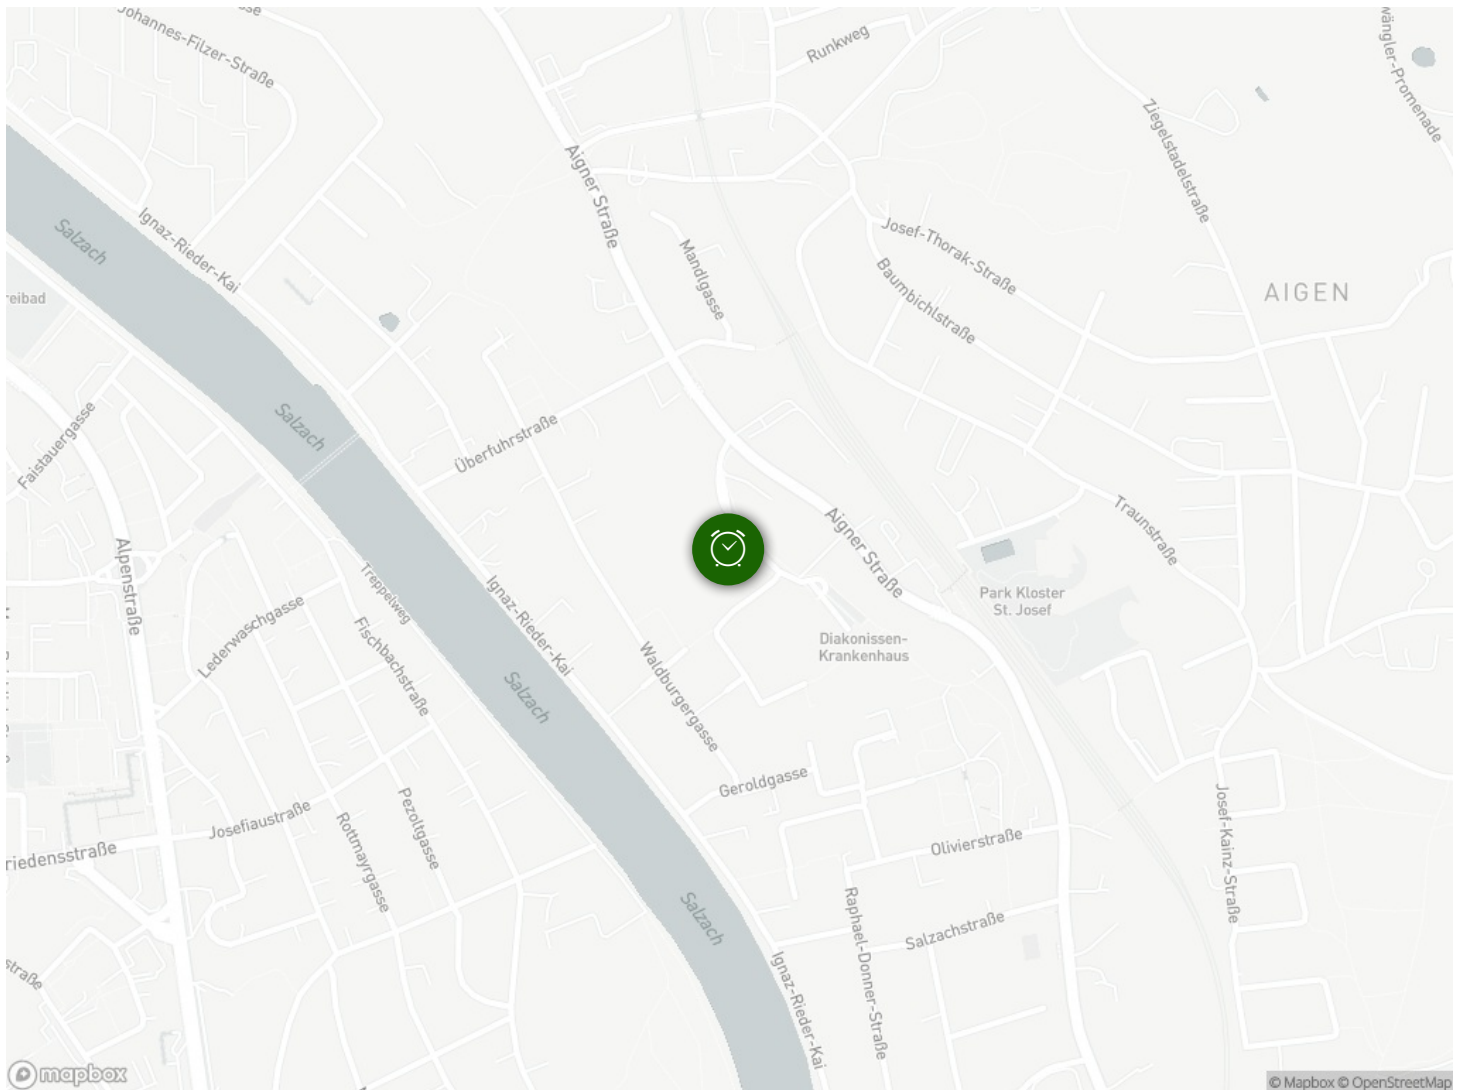 Johannes-Filzer-Straße
Runkweg
Aigner Straße
Ziegelstadelstraße
Salzach
Ignaz-Rieder-Kai
Mandlgasse
Josef-Thorak-Straße
Baumbichlstraße
AIGEN
Salzach
Faistauergasse
Überfuhrstraße
Alpenstraße
Treppelweg
Ignaz-Rieder-Kai
Aigner Straße
Traunstraße
Park Kloster
St. Josef
Lederwaschgasse
Fischbachstraße
Diakonissen-
Krankenhaus
Salzach
Waldburgergasse
Geroldgasse
Josefiaustraße
Rottmayrgasse
Pezoltgasse
Olivierstraße
Josef-Kainz-Straße
riedensstraße
Salzach
Raphael-Donner-Straße
Salzachstraße
Ignaz-Rieder-Kai
mapbox
© Mapbox © OpenStreetMap